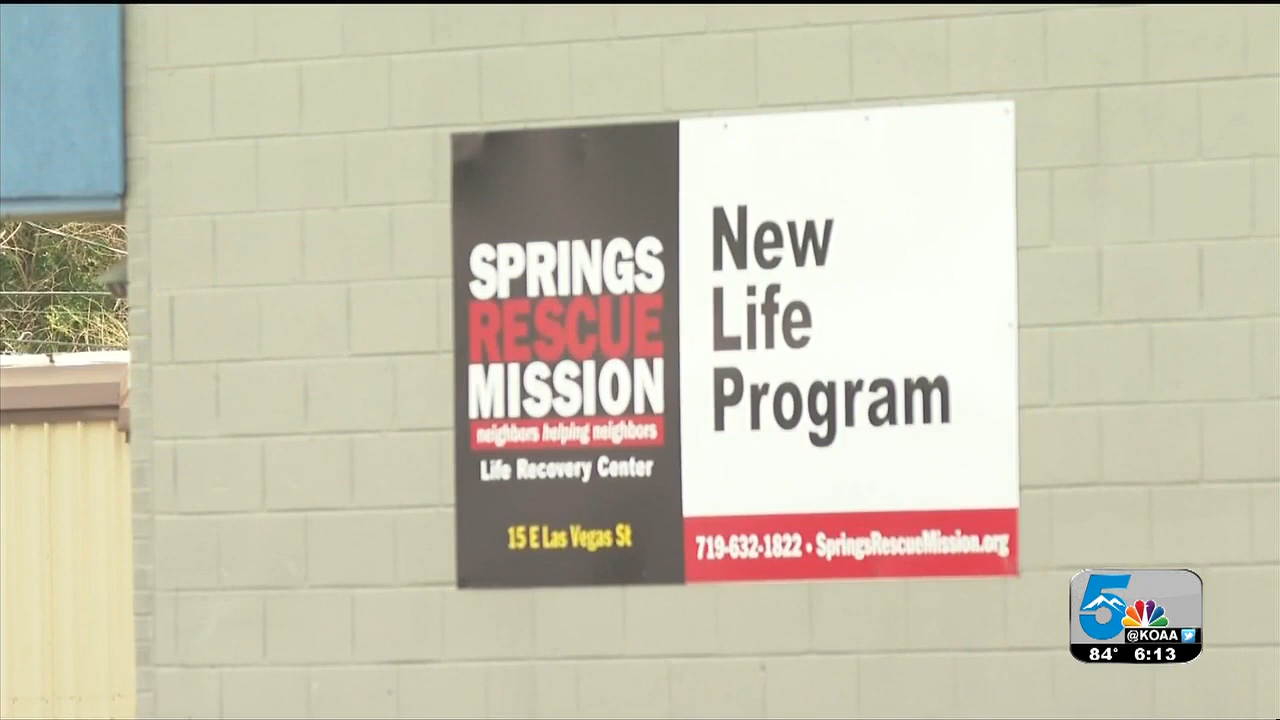 SPRINGS
RESCUE
MISSION
neighbors helping neighbors
Life Recovery Center
15 E Las Vegas St
New
Life
Program
719-632-1822 • SpringsRescueMission.org
5
@KOAA
84° 6:13